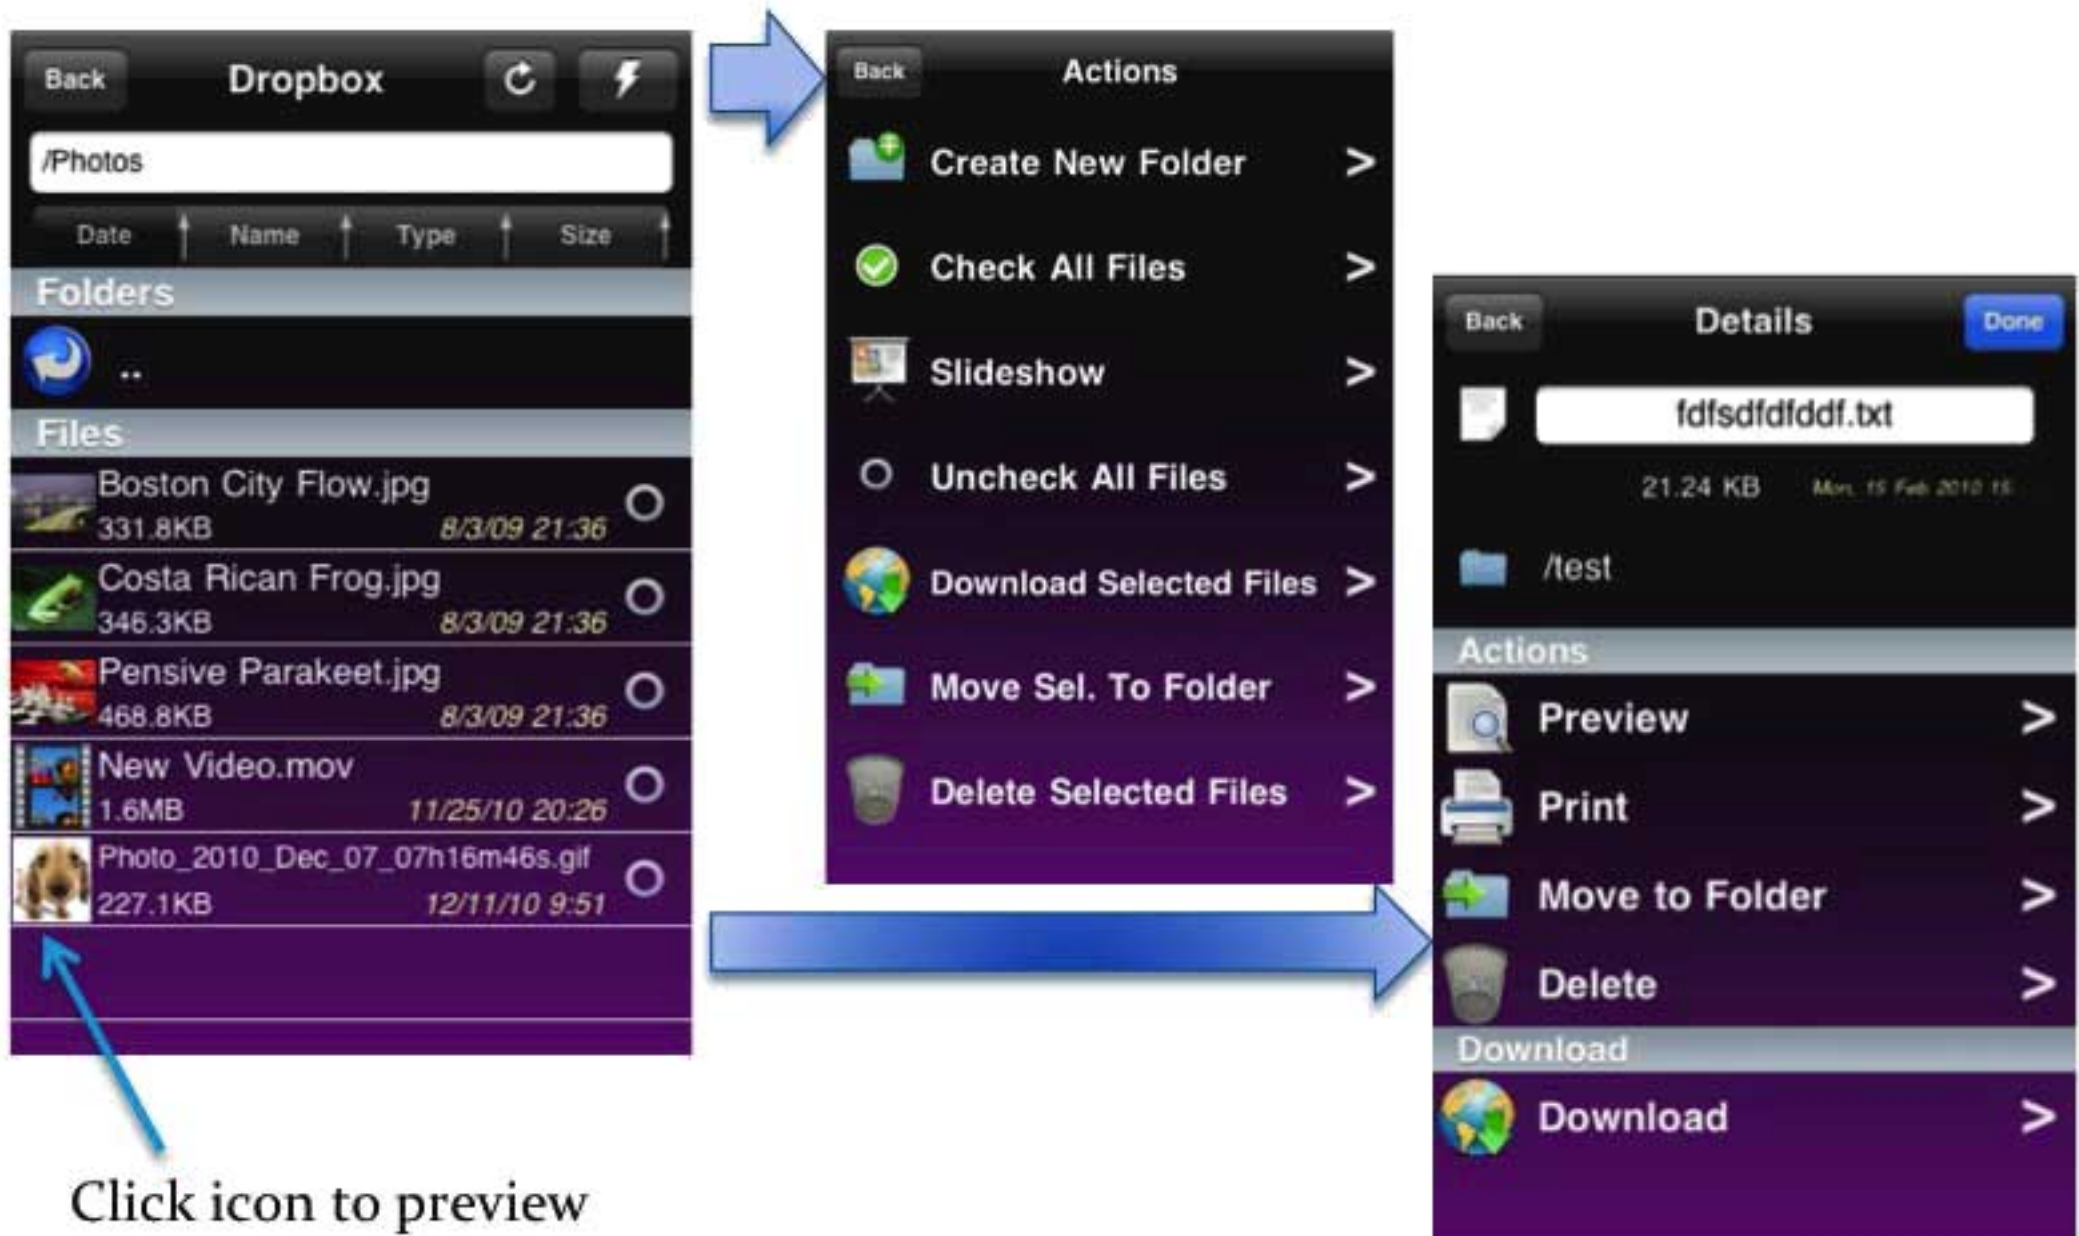 Back Dropbox
/Photos
Date Name Type Size
Folders
..
Files
Boston City Flow.jpg
331.8KB 8/3/09 21:36
Costa Rican Frog.jpg
346.3KB 8/3/09 21:36
Pensive Parakeet.jpg
468.8KB 8/3/09 21:36
New Video.mov
1.6MB 11/25/10 20:26
Photo_2010_Dec_07_07h16m46s.gif
227.1KB 12/11/10 9:51
Click icon to preview
Back Actions
Create New Folder >
Check All Files >
Slideshow >
Uncheck All Files >
Download Selected Files >
Move Sel. To Folder >
Delete Selected Files >
Back Details Done
fdfsdfdfddf.txt
21.24 KB Mon, 15 Feb 2010 15
/test
Actions
Preview >
Print >
Move to Folder >
Delete >
Download
Download >